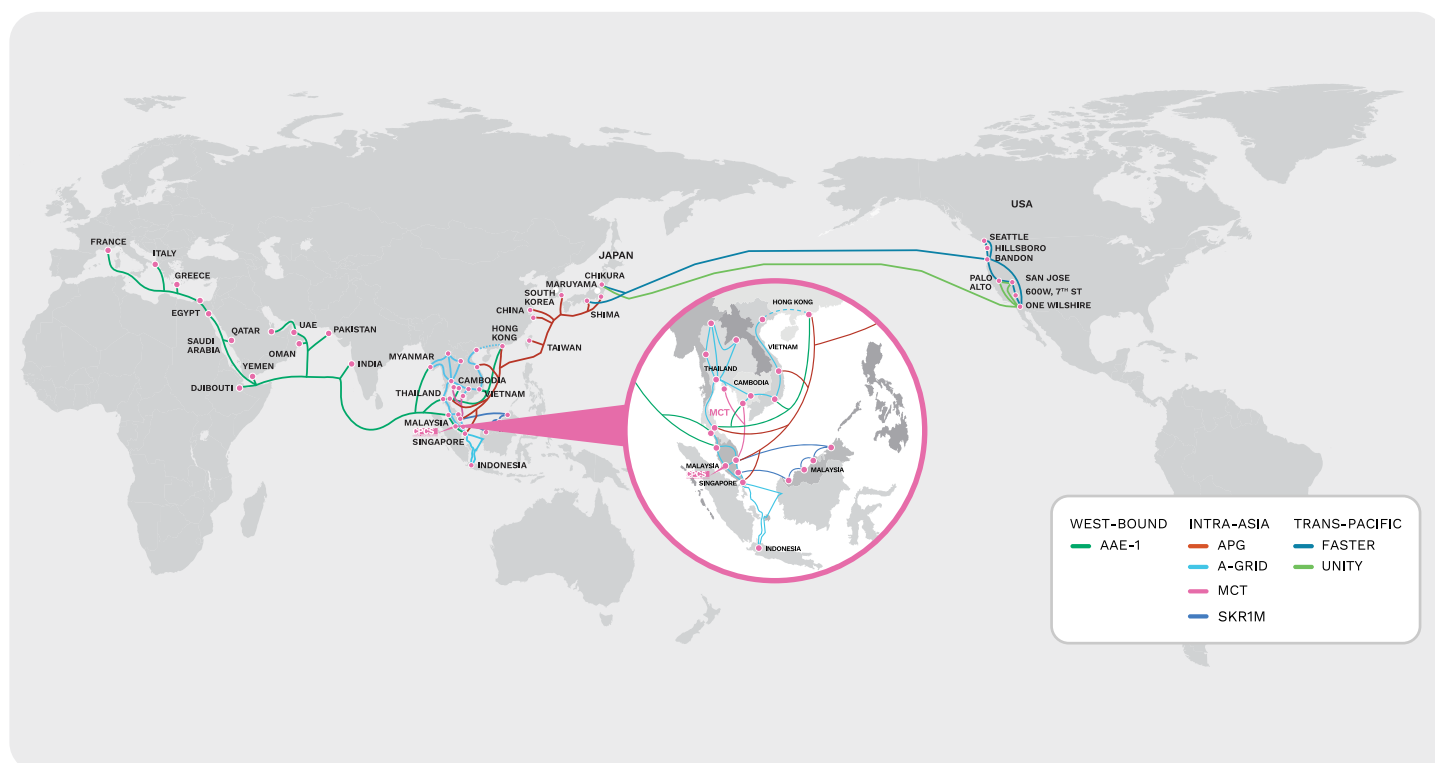 USA
SEATTLE
HILLSBORO
BANDON
PALO
ALTO
SAN JOSE
600W, 7TH ST
ONE WILSHIRE
FRANCE
ITALY
GREECE
EGYPT
QATAR
UAE
PAKISTAN
SAUDI
ARABIA
OMAN
YEMEN
INDIA
DJIBOUTI
JAPAN
CHIKURA
MARUYAMA
SOUTH
KOREA
CHINA
SHIMA
HONG
KONG
TAIWAN
MYANMAR
CAMBODIA
THAILAND
VIETNAM
MALAYSIA
PCS
SINGAPORE
INDONESIA
HONG KONG
VIETNAM
THAILAND
CAMBODIA
MCT
MALAYSIA
PCS
SINGAPORE
MALAYSIA
INDONESIA
WEST-BOUND
AAE-1
INTRA-ASIA
APG
A-GRID
MCT
SKR1M
TRANS-PACIFIC
FASTER
UNITY